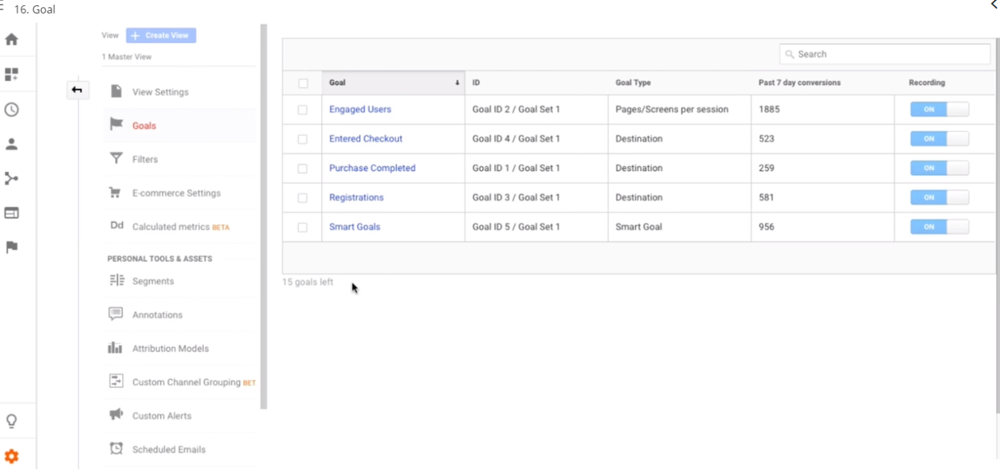 16. Goal
View + Create View
1 Master View
View Settings
Goals
Filters
E-commerce Settings
Dd Calculated metrics BETA
PERSONAL TOOLS & ASSETS
Segments
Annotations
Attribution Models
Custom Channel Grouping BET
Custom Alerts
Scheduled Emails
Search
Goal ID Goal Type Past 7 day conversions Recording
Engaged Users Goal ID 2 / Goal Set 1 Pages/Screens per session 1885 ON
Entered Checkout Goal ID 4 / Goal Set 1 Destination 523 ON
Purchase Completed Goal ID 1 / Goal Set 1 Destination 259 ON
Registrations Goal ID 3 / Goal Set 1 Destination 581 ON
Smart Goals Goal ID 5 / Goal Set 1 Smart Goal 956 ON
15 goals left